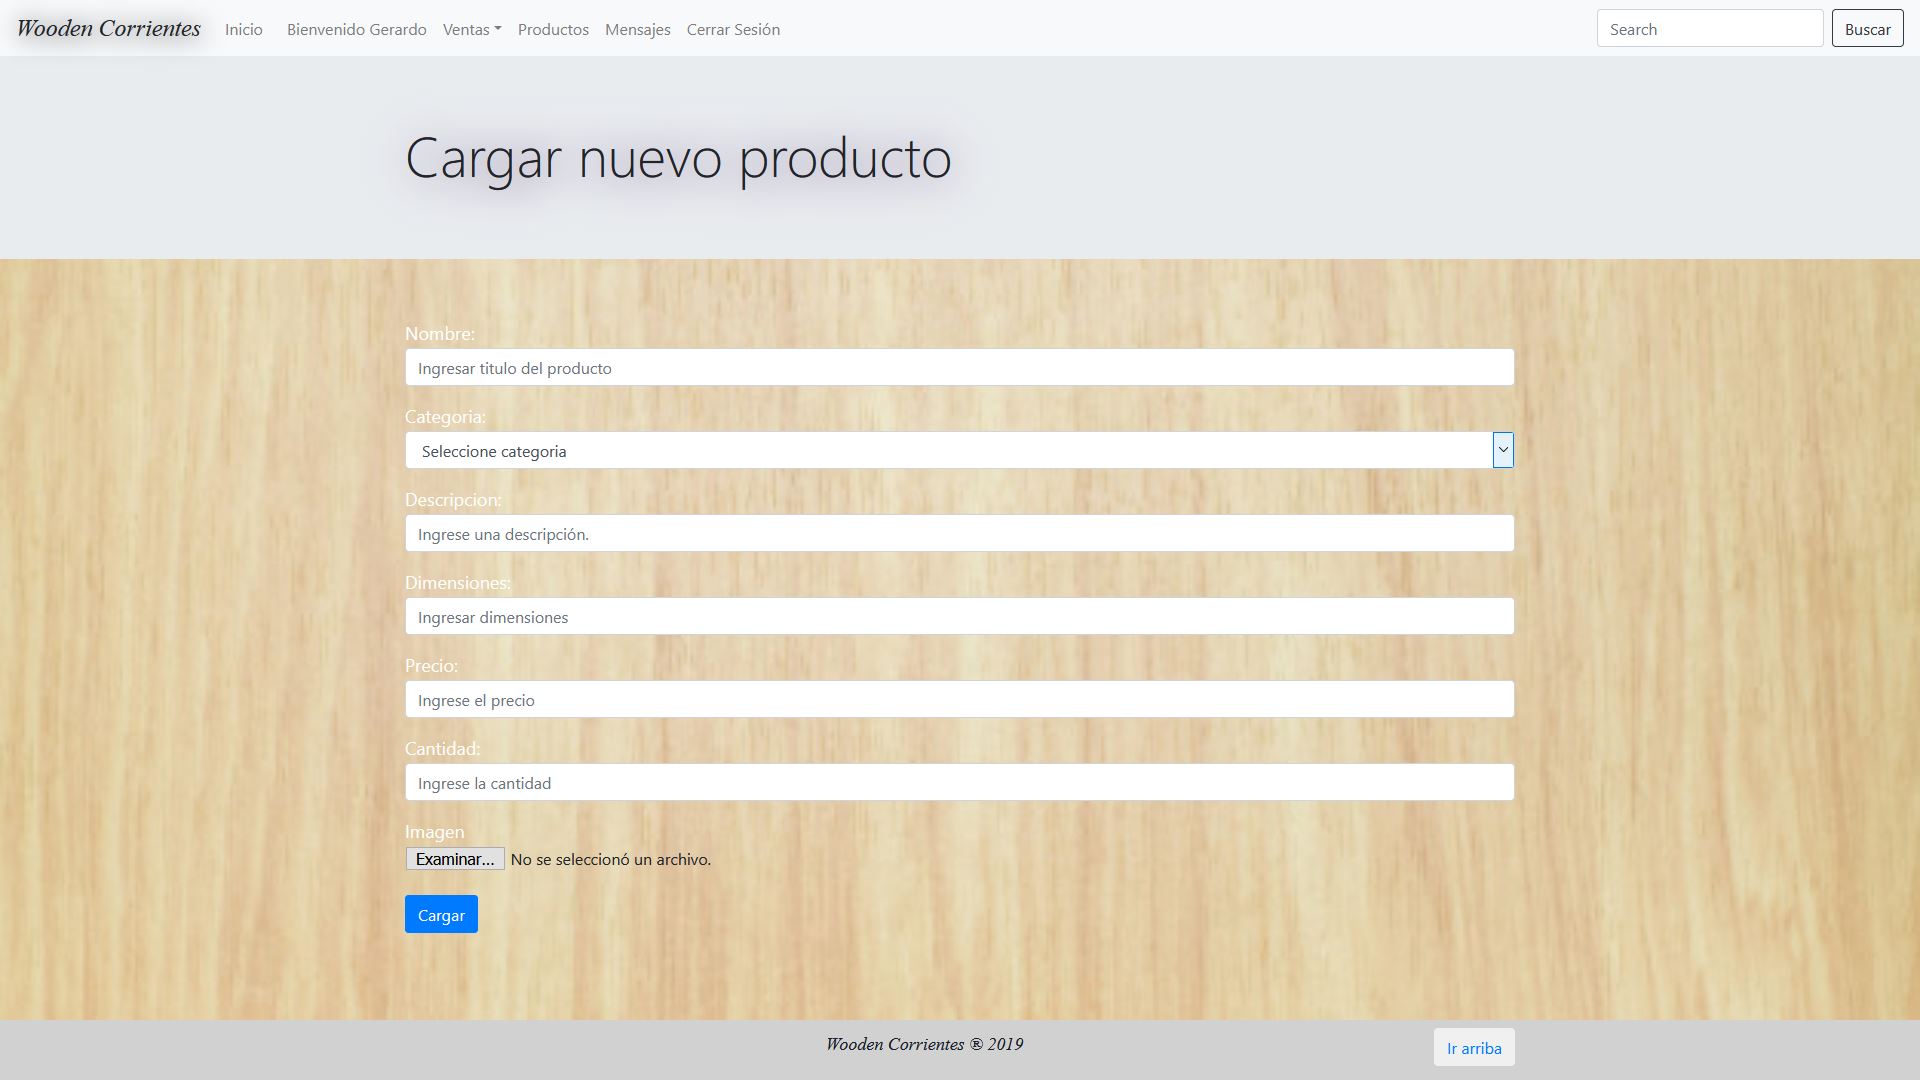 Wooden Corrientes Inicio Bienvenido Gerardo Ventas Productos Mensajes Cerrar Sesión Search Buscar
Cargar nuevo producto
Nombre:
Ingresar titulo del producto
Categoria:
Seleccione categoria
Descripcion:
Ingrese una descripción.
Dimensiones:
Ingresar dimensiones
Precio:
Ingrese el precio
Cantidad:
Ingrese la cantidad
Imagen
Examinar... No se seleccionó un archivo.
Cargar
Wooden Corrientes ® 2019 Ir arriba